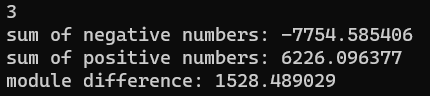 3
sum of negative numbers: -7754.585406
sum of positive numbers: 6226.096377
module difference: 1528.489029